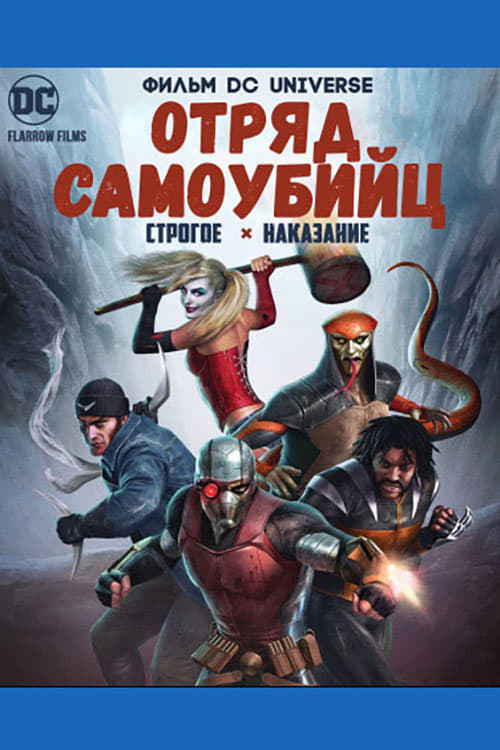 ФИЛЬМ DC UNIVERSE
DC
FLARROW FILMS
ОТРЯД
САМОУБИЙЦ
СТРОГОЕ × НАКАЗАНИЕ